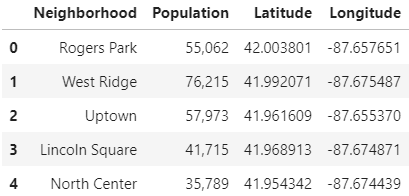 Neighborhood Population Latitude Longitude
0 Rogers Park 55,062 42.003801 -87.657651
1 West Ridge 76,215 41.992071 -87.675487
2 Uptown 57,973 41.961609 -87.655370
3 Lincoln Square 41,715 41.968913 -87.674871
4 North Center 35,789 41.954342 -87.674439